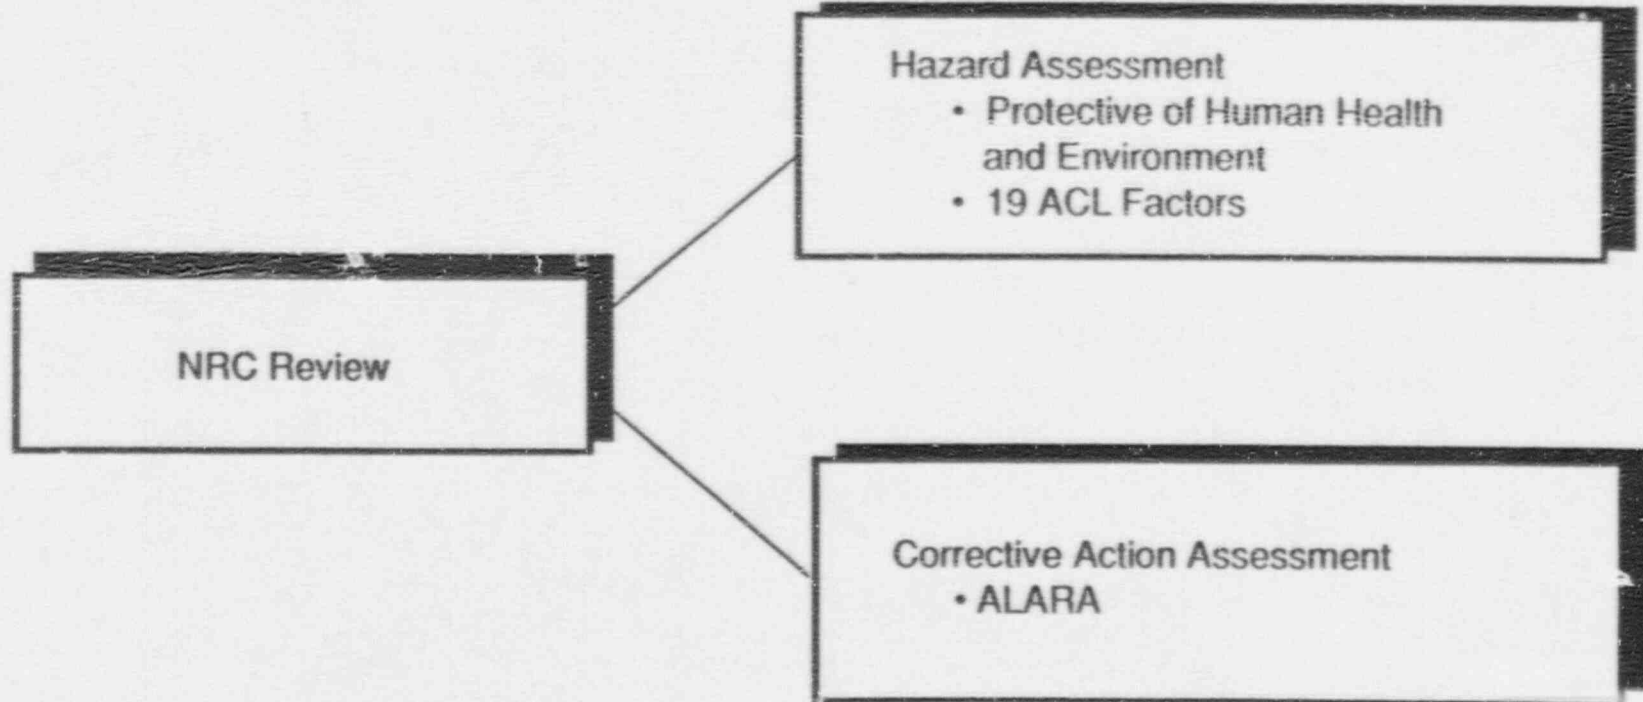 Hazard Assessment
• Protective of Human Health
and Environment
• 19 ACL Factors
NRC Review
Corrective Action Assessment
• ALARA